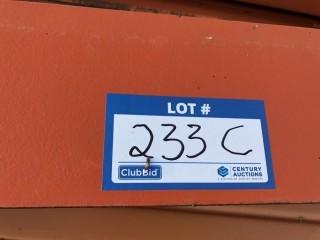 LOT #
233 C
ClubBid
CENTURY
AUCTIONS